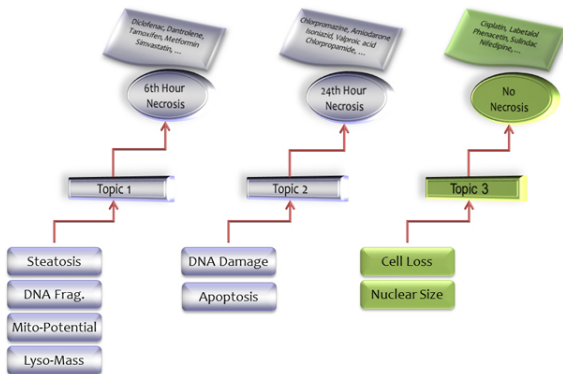 Diclofenac, Dantrolene,
Tamoxifen, Metformin
Simvastatin, ...
Chlorpromazine, Amiodarone
Isoniazid, Valproic acid
Chlorpropamide, ...
Cisplatin, Labetalol
Phenacetin, Sulindac
Nifedipine, ...
6th Hour
Necrosis
24th Hour
Necrosis
No
Necrosis
Topic 1
Topic 2
Topic 3
Steatosis
DNA Frag.
Mito-Potential
Lyso-Mass
DNA Damage
Apoptosis
Cell Loss
Nuclear Size